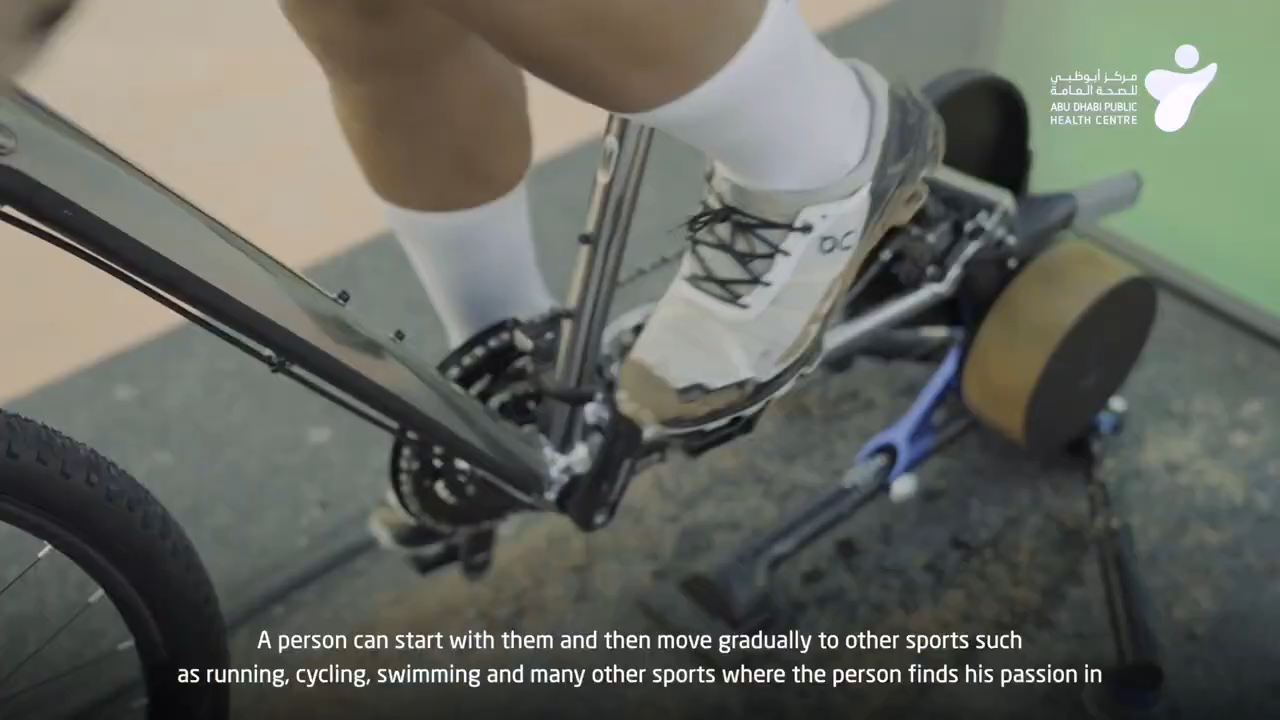 مركز أبوظبي
للصحة العامة
ABU DHABI PUBLIC
HEALTH CENTRE
A person can start with them and then move gradually to other sports such
as running, cycling, swimming and many other sports where the person finds his passion in